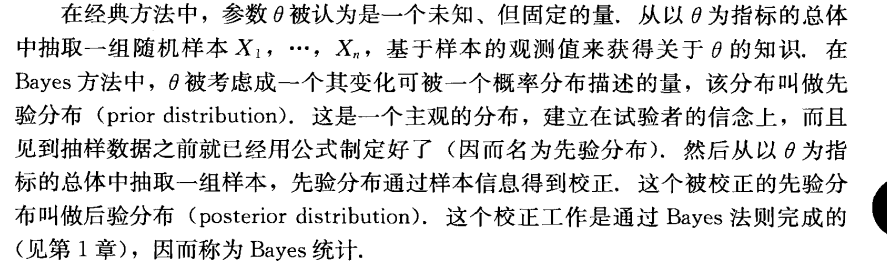 在经典方法中，参数 θ 被认为是一个未知、但固定的量．从以 θ 为指标的总体
中抽取一组随机样本 X₁，…，Xₙ，基于样本的观测值来获得关于 θ 的知识．在
Bayes 方法中，θ 被考虑成一个其变化可被一个概率分布描述的量，该分布叫做先
验分布（prior distribution）．这是一个主观的分布，建立在试验者的信念上，而且
见到抽样数据之前就已经用公式制定好了（因而名为先验分布）．然后从以 θ 为指
标的总体中抽取一组样本，先验分布通过样本信息得到校正．这个被校正的先验分
布叫做后验分布（posterior distribution）．这个校正工作是通过 Bayes 法则完成的
（见第 1 章），因而称为 Bayes 统计．